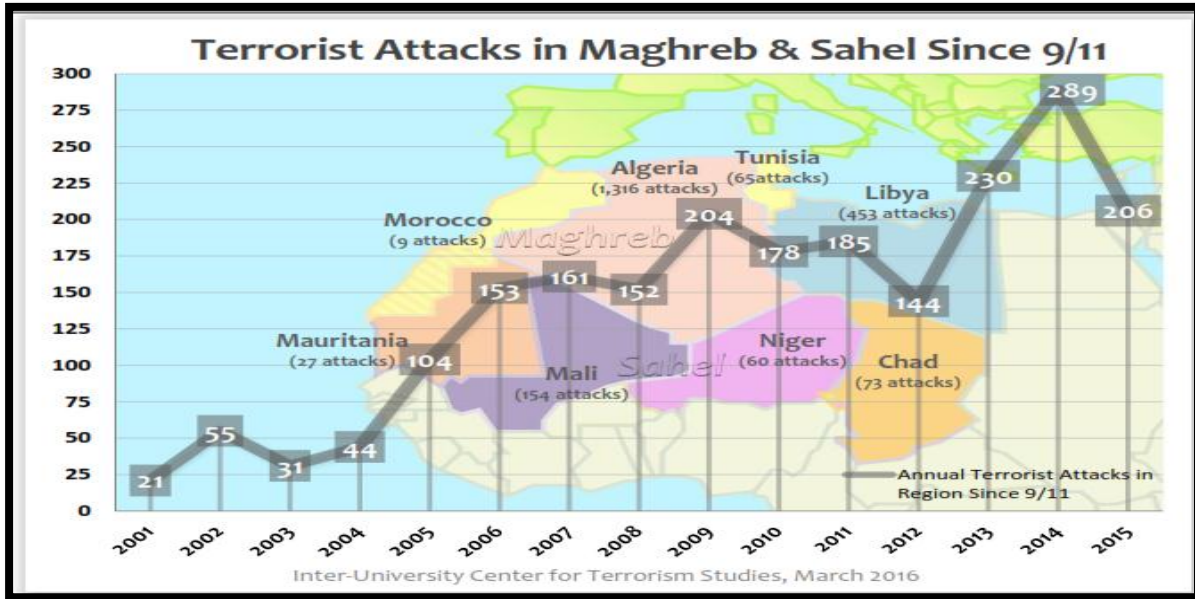 Terrorist Attacks in Maghreb & Sahel Since 9/11
300
275
250
225
200
175
150
125
100
75
50
25
0
21
55
31
44
104
153
161
152
204
178
185
144
230
289
206
Morocco
(9 attacks)
Algeria
(1,316 attacks)
Tunisia
(65attacks)
Libya
(453 attacks)
Maghreb
Mauritania
(27 attacks)
Mali
(154 attacks)
Sahel
Niger
(60 attacks)
Chad
(73 attacks)
Annual Terrorist Attacks in
Region Since 9/11
2001 2002 2003 2004 2005 2006 2007 2008 2009 2010 2011 2012 2013 2014 2015
Inter-University Center for Terrorism Studies, March 2016